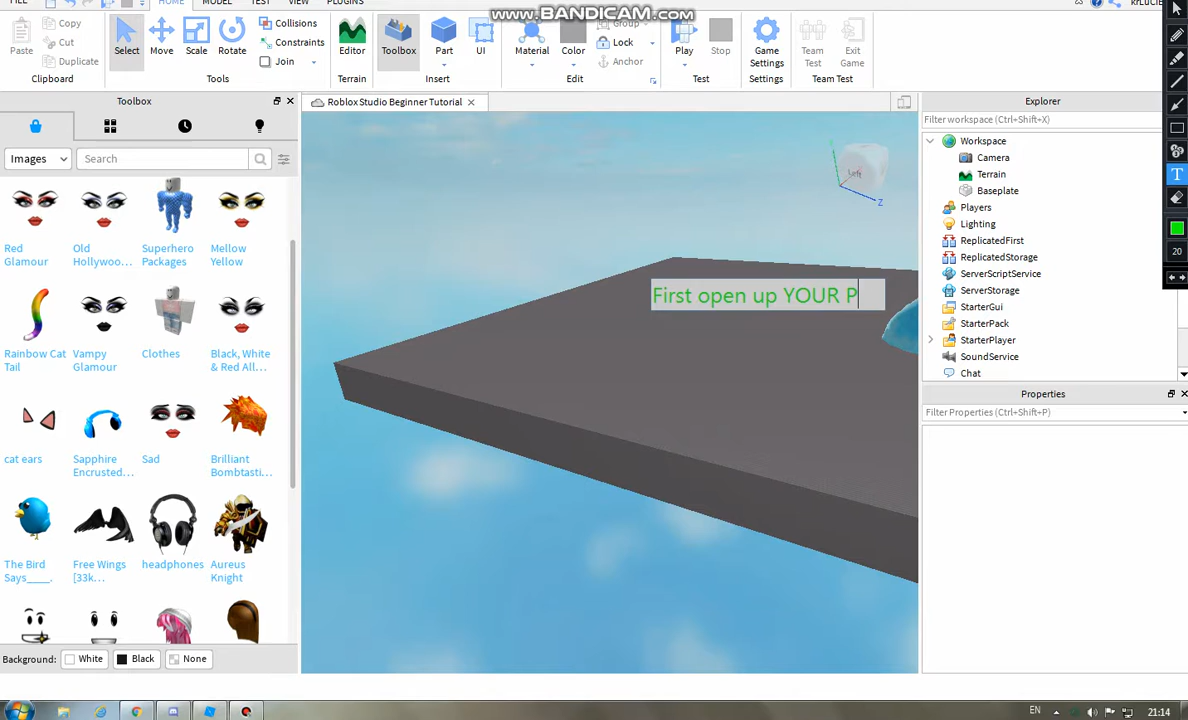 www.BANDICAM.com
FILE HOME MODEL TEST VIEW PLUGINS
krLUCIE
Paste
Copy
Cut
Duplicate
Clipboard
Select
Move
Scale
Rotate
Tools
Collisions
Constraints
Join
Editor
Terrain
Toolbox
Part
UI
Insert
Material
Color
Group
Lock
Anchor
Edit
Play
Stop
Test
Game
Settings
Settings
Team
Test
Exit
Game
Team Test
Toolbox
Images
Search
Red
Glamour
Old
Hollywoo...
Superhero
Packages
Mellow
Yellow
Rainbow Cat
Tail
Vampy
Glamour
Clothes
Black, White
& Red All...
cat ears
Sapphire
Encrusted...
Sad
Brilliant
Bombtasti...
The Bird
Says____.
Free Wings
[33k...
headphones
Aureus
Knight
Background: White Black None
Roblox Studio Beginner Tutorial
Left
Z
First open up YOUR P
Explorer
Filter workspace (Ctrl+Shift+X)
Workspace
Camera
Terrain
Baseplate
Players
Lighting
ReplicatedFirst
ReplicatedStorage
ServerScriptService
ServerStorage
StarterGui
StarterPack
StarterPlayer
SoundService
Chat
Properties
Filter Properties (Ctrl+Shift+P)
T
20
EN
21:14